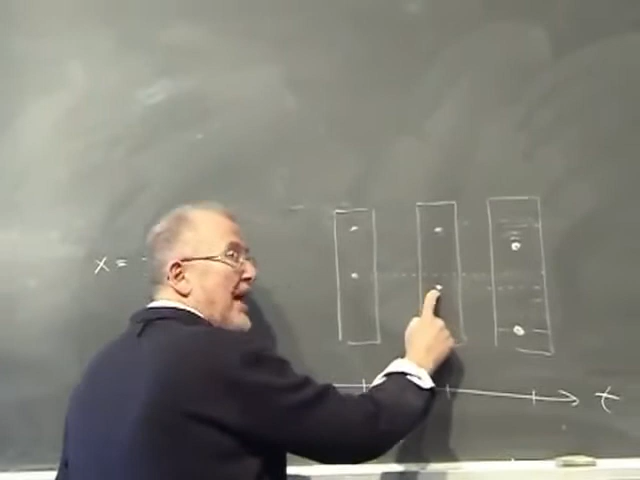 x =
t